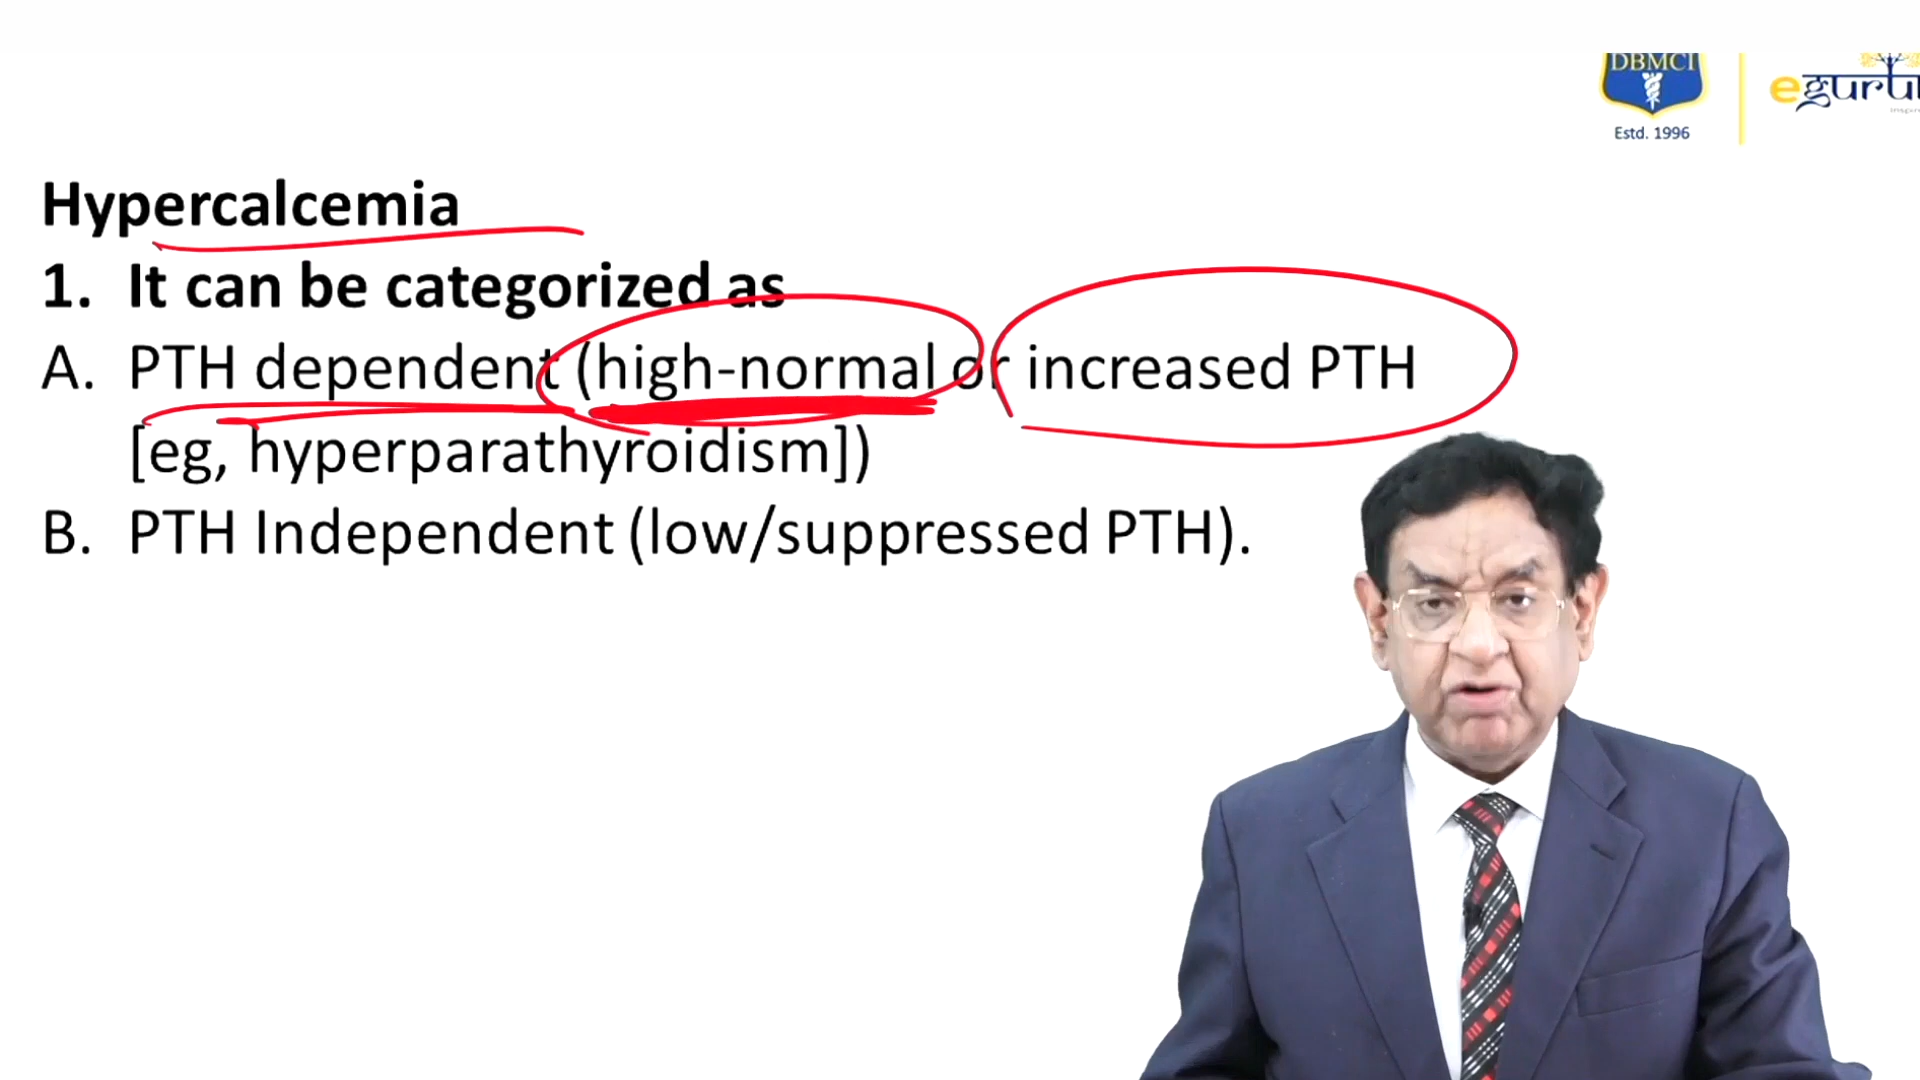 DBMCI
Estd. 1996
eguru
Hypercalcemia
1. It can be categorized as
A. PTH dependent (high-normal or increased PTH
[eg, hyperparathyroidism])
B. PTH Independent (low/suppressed PTH).